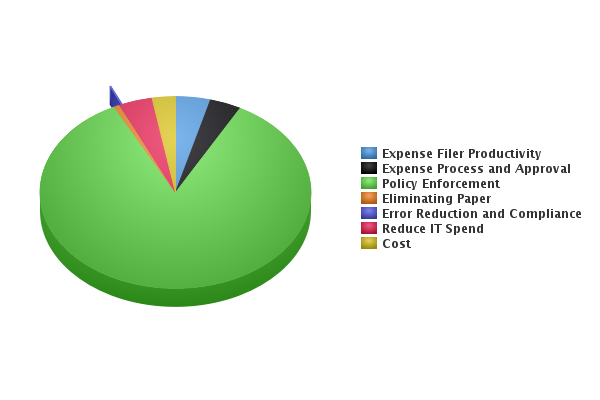 Expense Filer Productivity
Expense Process and Approval
Policy Enforcement
Eliminating Paper
Error Reduction and Compliance
Reduce IT Spend
Cost